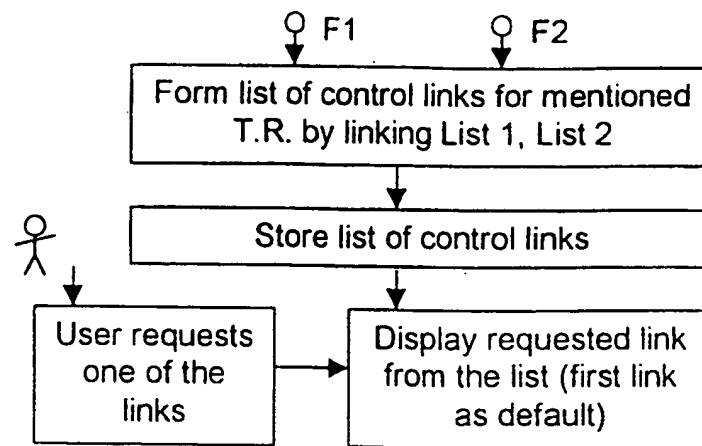 F1
F2
Form list of control links for mentioned
T.R. by linking List 1, List 2
Store list of control links
User requests
one of the
links
Display requested link
from the list (first link
as default)